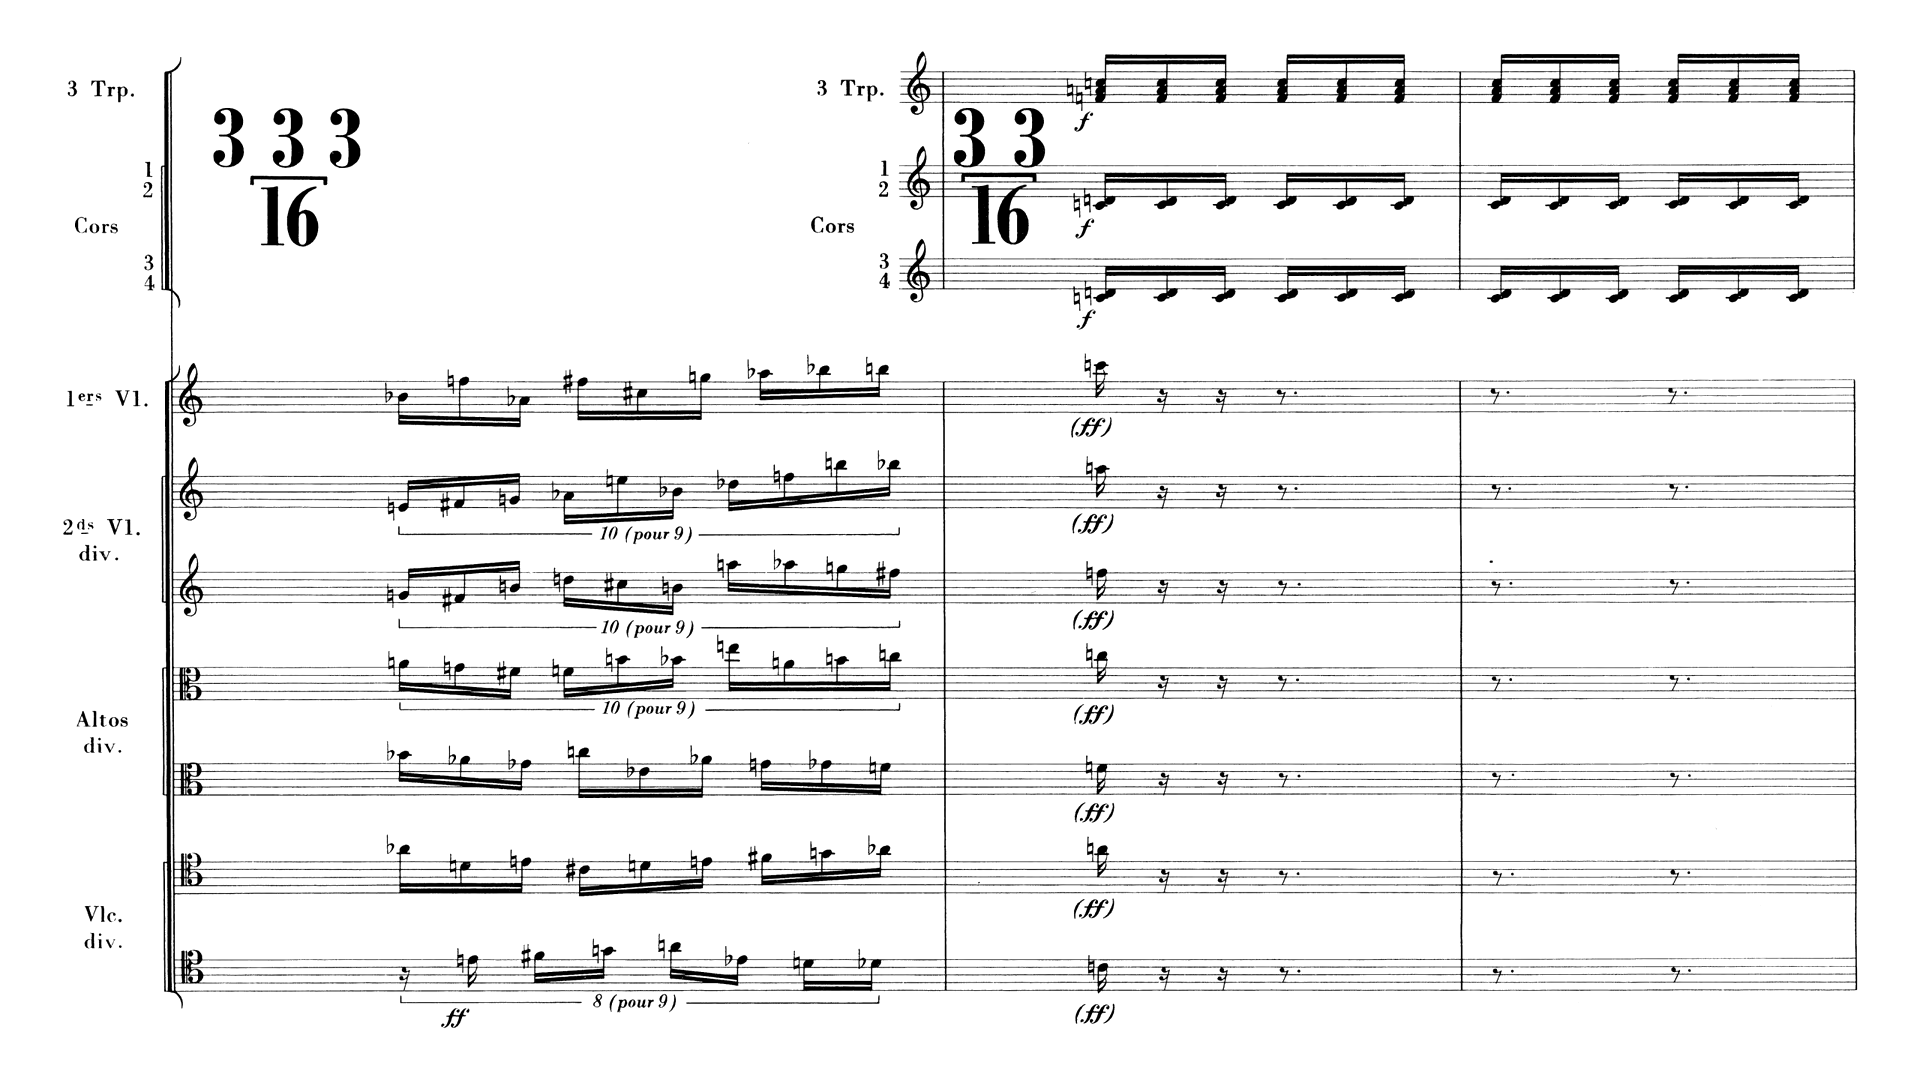 3 Trp. 3 Trp.
f
3 3 3 3 3
16 16
1 1
2 2
Cors Cors
f
3 3
4 4
f
1ers Vl.
(ff)
2ds Vl.
div.
10 (pour 9)
(ff)
10 (pour 9)
(ff)
Altos
div.
10 (pour 9)
(ff)
(ff)
Vlc.
div.
(ff)
8 (pour 9)
ff
(ff)